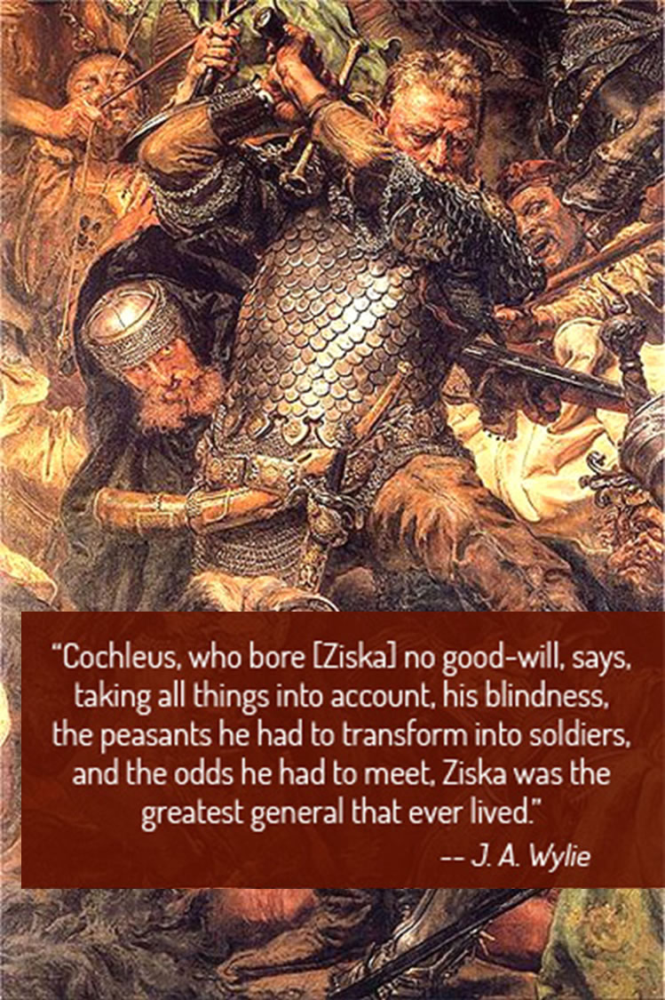 “Cochleus, who bore [Ziska] no good-will, says,
taking all things into account, his blindness,
the peasants he had to transform into soldiers,
and the odds he had to meet, Ziska was the
greatest general that ever lived.”
-- J. A. Wylie